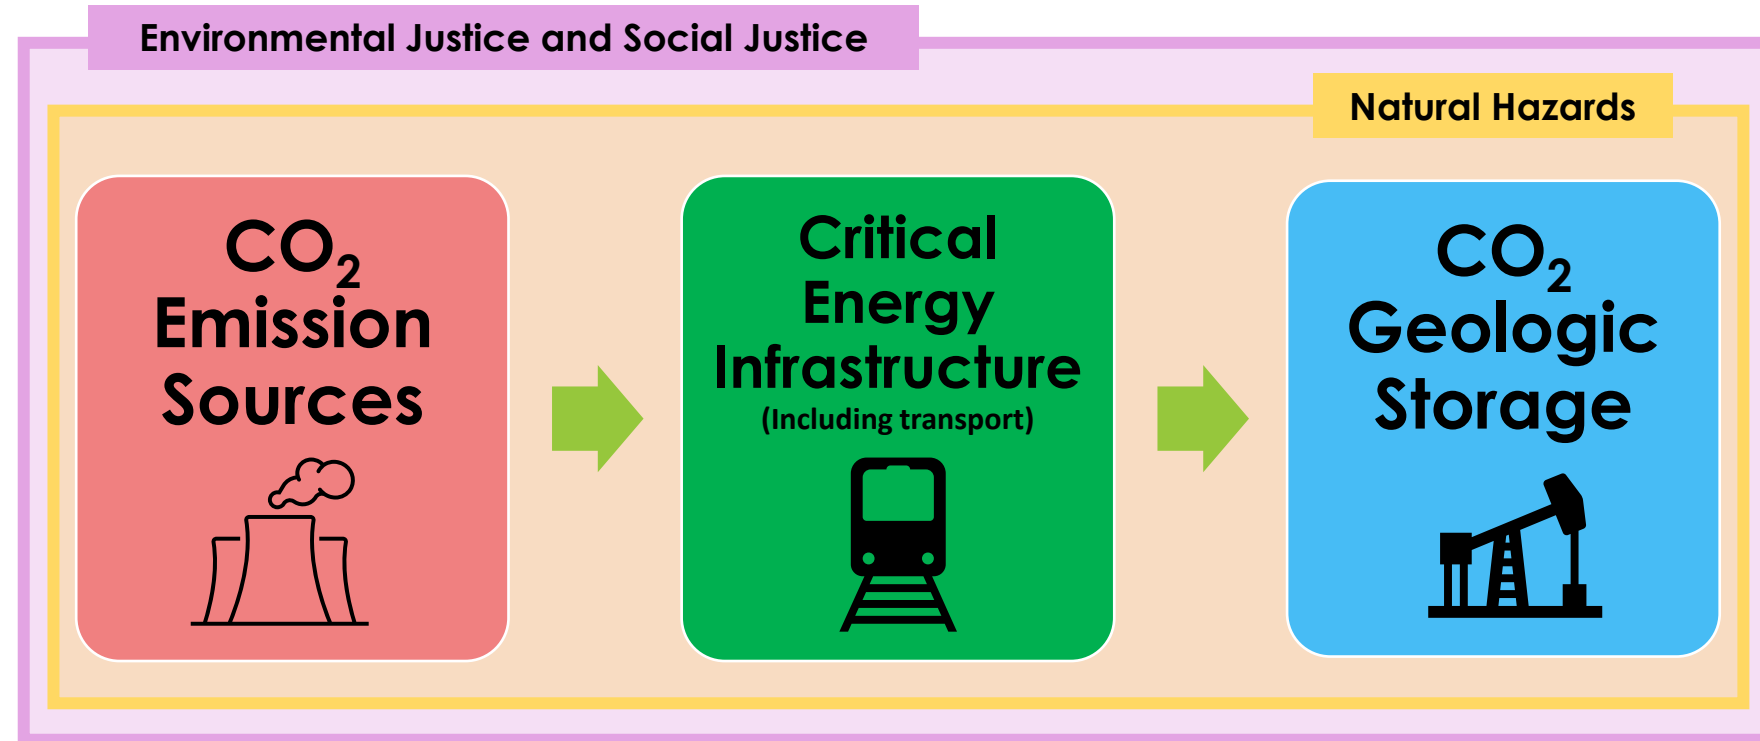 Environmental Justice and Social Justice
Natural Hazards
CO₂
Emission
Sources
Critical
Energy
Infrastructure
(Including transport)
CO₂
Geologic
Storage